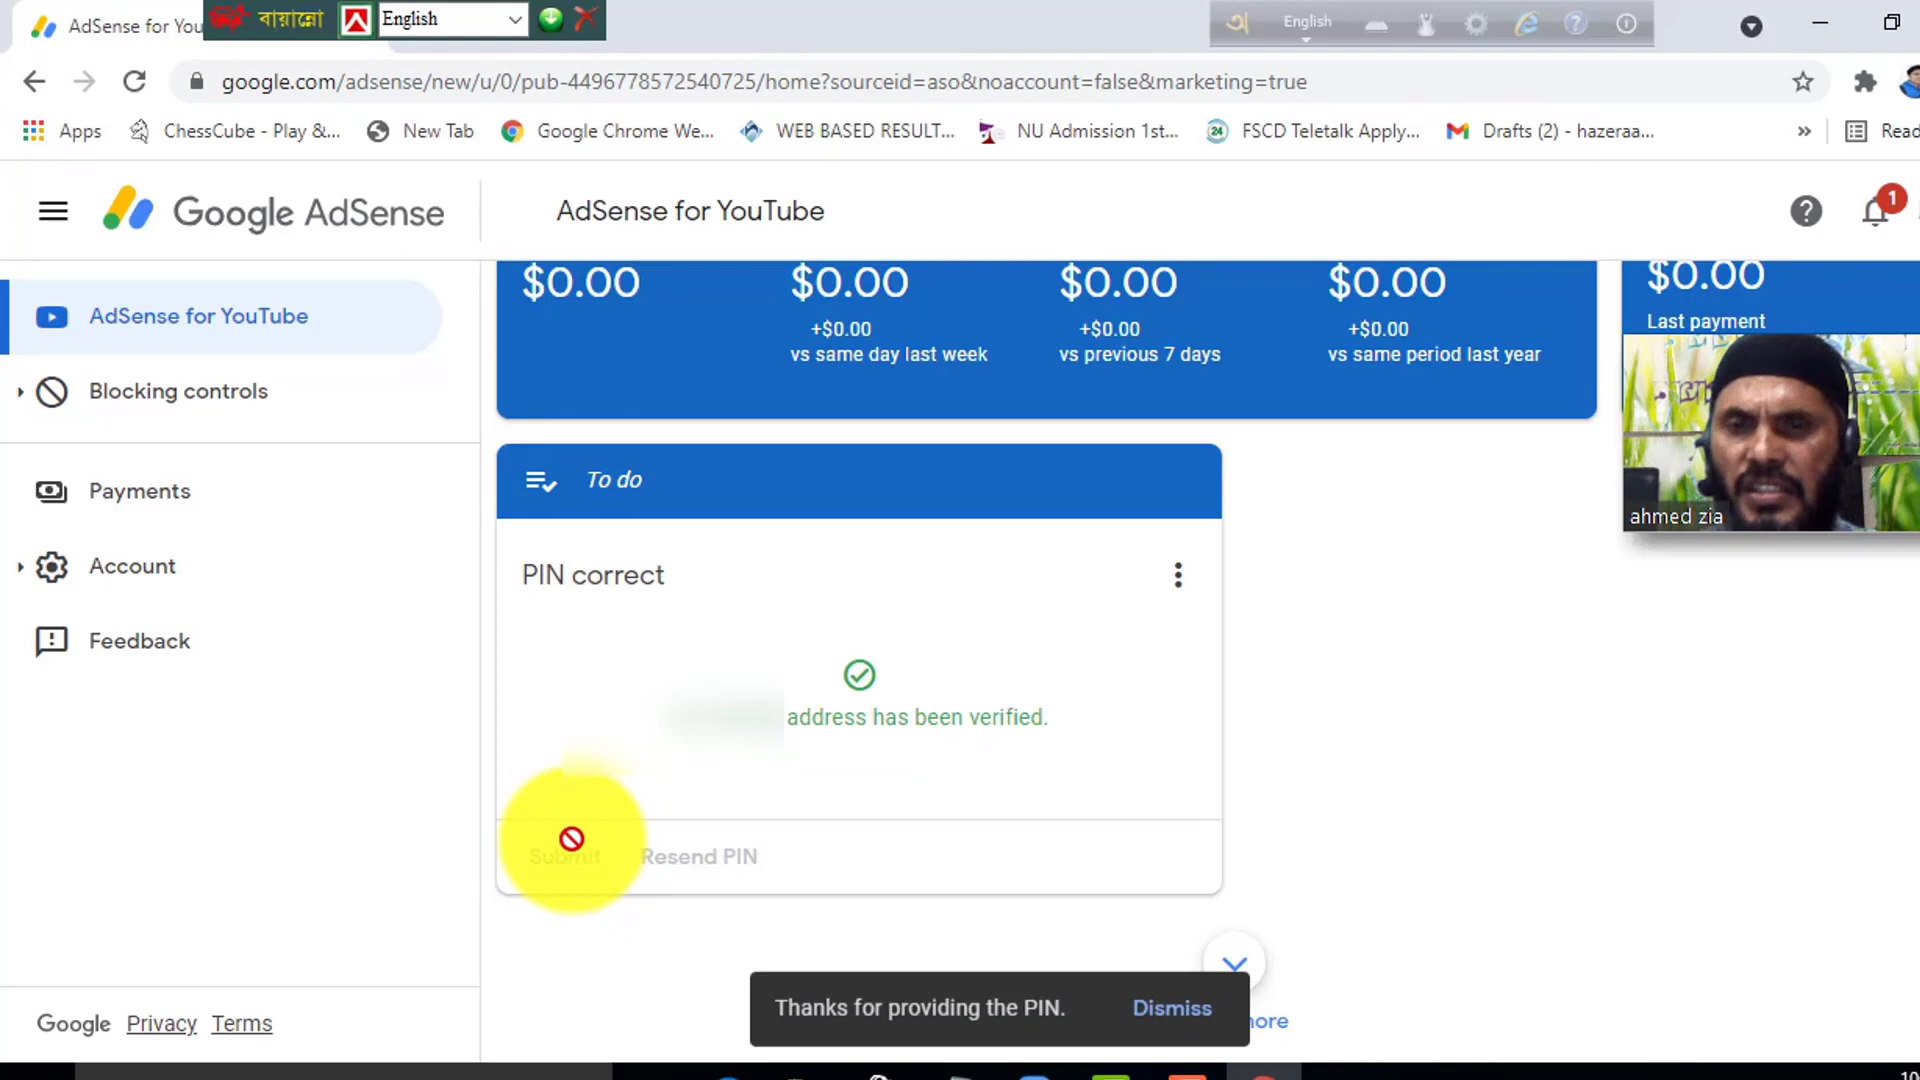 AdSense for You
বায়ান্নো
English
অ
English
google.com/adsense/new/u/0/pub-4496778572540725/home?sourceid=aso&noaccount=false&marketing=true
Apps
ChessCube - Play &...
New Tab
Google Chrome We...
WEB BASED RESULT...
NU Admission 1st...
24
FSCD Teletalk Apply...
Drafts (2) - hazeraa...
Read
Google AdSense
AdSense for YouTube
1
$0.00
$0.00
$0.00
$0.00
$0.00
+$0.00
+$0.00
+$0.00
Last payment
vs same day last week
vs previous 7 days
vs same period last year
AdSense for YouTube
Blocking controls
Payments
Account
Feedback
ahmed zia
To do
PIN correct
address has been verified.
Submit
Resend PIN
Thanks for providing the PIN.
Dismiss
more
Google
Privacy
Terms